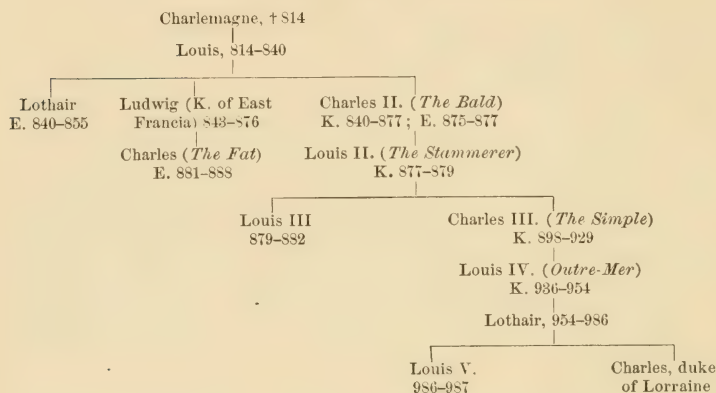 Charlemagne, † 814
Louis, 814–840
Lothair
E. 840–855
Ludwig (K. of East
Francia) 843–876
Charles II. (The Bald)
K. 840–877 ; E. 875–877
Charles (The Fat)
E. 881–888
Louis II. (The Stammerer)
K. 877–879
Louis III
879–882
Charles III. (The Simple)
K. 898–929
Louis IV. (Outre-Mer)
K. 936–954
Lothair, 954–986
Louis V.
986–987
Charles, duke
of Lorraine